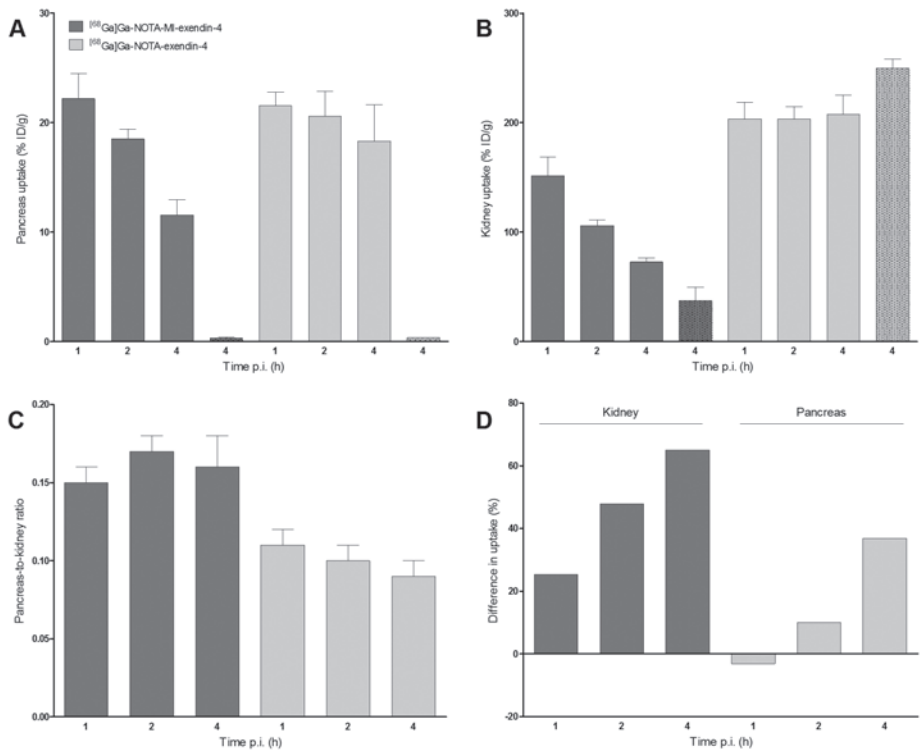 A
[68Ga]Ga-NOTA-MI-exendin-4
[68Ga]Ga-NOTA-exendin-4
Pancreas uptake (% ID/g)
30
20
10
0
1 2 4 4 1 2 4 4
Time p.i. (h)
B
Kidney uptake (% ID/g)
300
200
100
0
1 2 4 4 1 2 4 4
Time p.i. (h)
C
Pancreas-to-kidney ratio
0.20
0.15
0.10
0.05
0.00
1 2 4 1 2 4
Time p.i. (h)
D
Kidney Pancreas
Difference in uptake (%)
80
60
40
20
0
-20
1 2 4 1 2 4
Time p.i. (h)